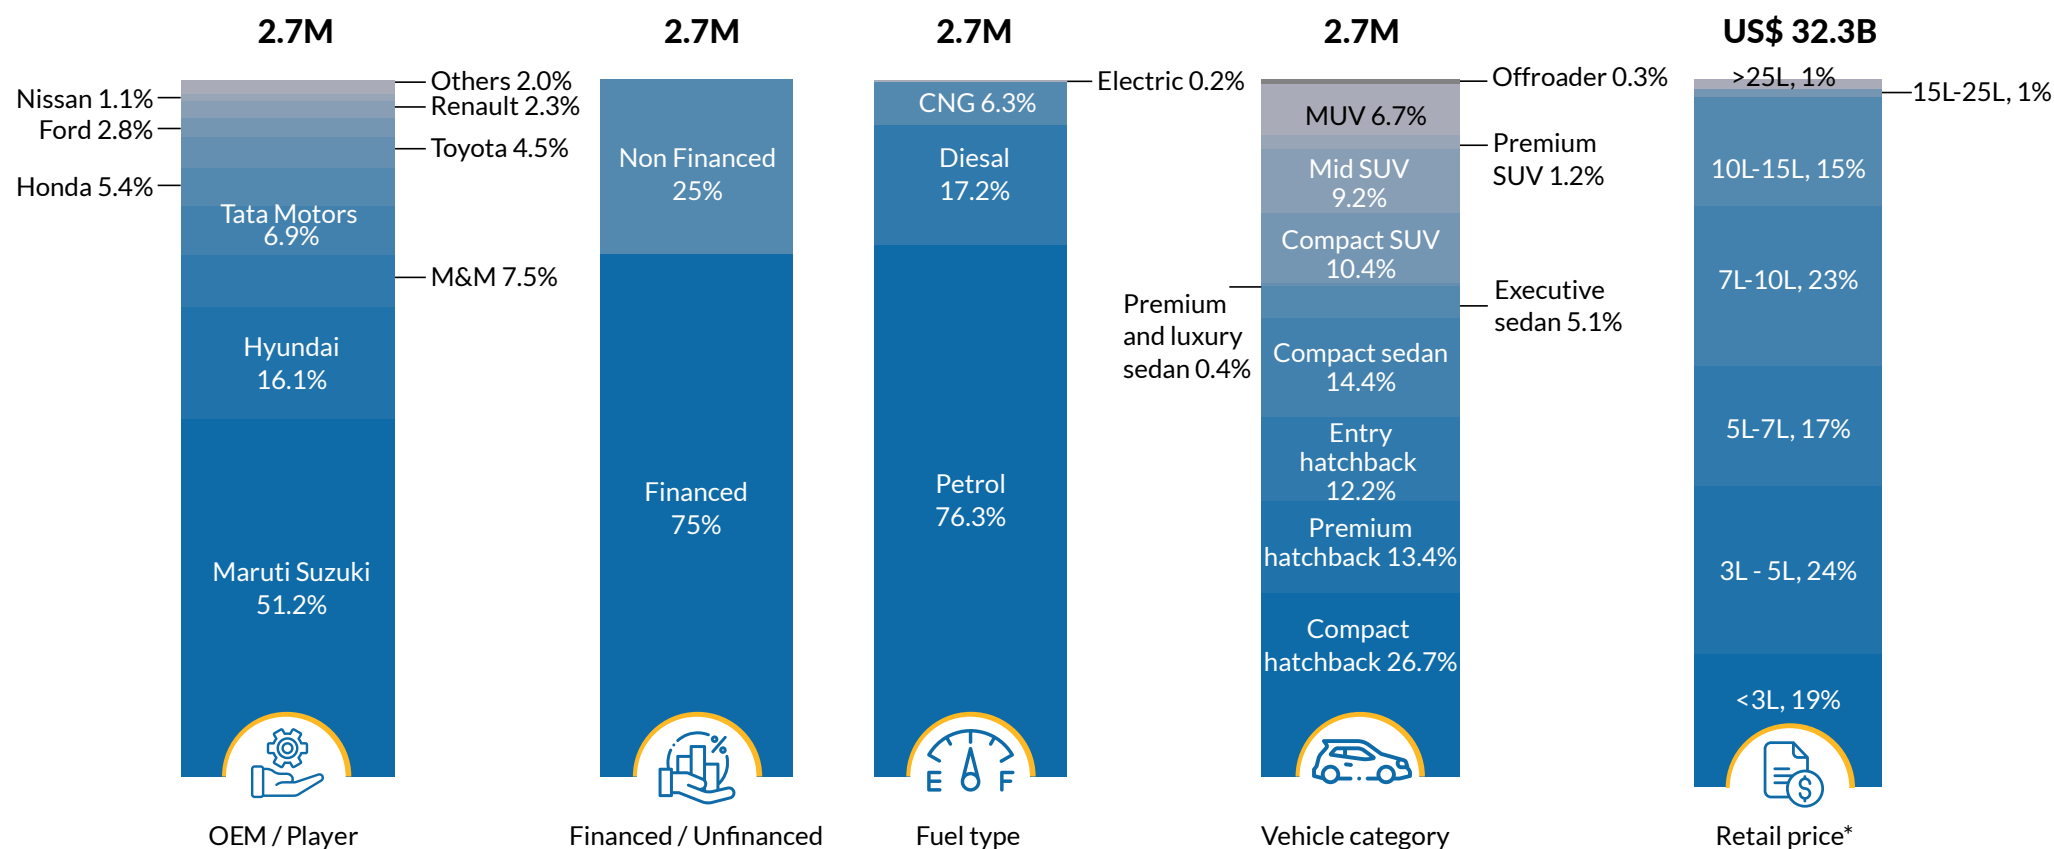 2.7M
Nissan 1.1%
Ford 2.8%
Honda 5.4%
Others 2.0%
Renault 2.3%
Toyota 4.5%
Tata Motors
6.9%
M&M 7.5%
Hyundai
16.1%
Maruti Suzuki
51.2%
OEM / Player
2.7M
Non Financed
25%
Financed
75%
%
Financed / Unfinanced
2.7M
Electric 0.2%
CNG 6.3%
Diesal
17.2%
Petrol
76.3%
E F
Fuel type
2.7M
Offroader 0.3%
MUV 6.7%
Premium
SUV 1.2%
Mid SUV
9.2%
Compact SUV
10.4%
Premium
and luxury
sedan 0.4%
Executive
sedan 5.1%
Compact sedan
14.4%
Entry
hatchback
12.2%
Premium
hatchback 13.4%
Compact
hatchback 26.7%
Vehicle category
US$ 32.3B
>25L, 1%
15L-25L, 1%
10L-15L, 15%
7L-10L, 23%
5L-7L, 17%
3L - 5L, 24%
<3L, 19%
$
Retail price*